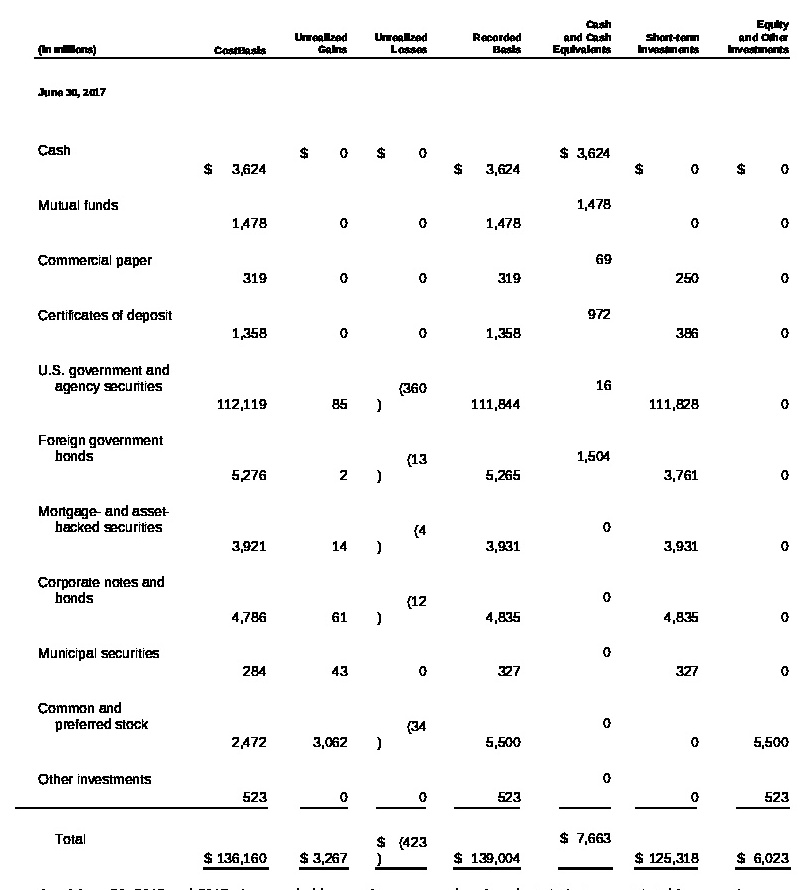 Cash Equity
Unrealized Unrealized Recorded and Cash Short-term and Other
(In millions) CostBasis Gains Losses Basis Equivalents Investments Investments
June 30, 2017
Cash $ 3,624 $ 0 $ 0 $ 3,624 $ 3,624 $ 0 $ 0
Mutual funds 1,478 0 0 1,478 1,478 0 0
Commercial paper 319 0 0 319 69 250 0
Certificates of deposit 1,358 0 0 1,358 972 386 0
U.S. government and
agency securities 112,119 85 (360 ) 111,844 16 111,828 0
Foreign government
bonds 5,276 2 (13 ) 5,265 1,504 3,761 0
Mortgage- and asset-
backed securities 3,921 14 (4 ) 3,931 0 3,931 0
Corporate notes and
bonds 4,786 61 (12 ) 4,835 0 4,835 0
Municipal securities 284 43 0 327 0 327 0
Common and
preferred stock 2,472 3,062 (34 ) 5,500 0 0 5,500
Other investments 523 0 0 523 0 0 523
Total $ 136,160 $ 3,267 $ (423 ) $ 139,004 $ 7,663 $ 125,318 $ 6,023